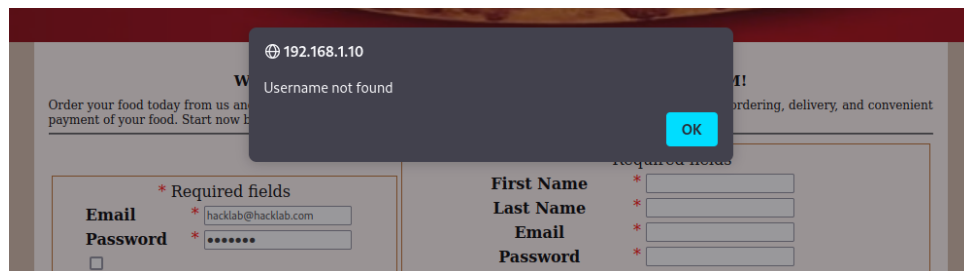 192.168.1.10
Username not found
OK
W
M!
Order your food today from us an
ordering, delivery, and convenient
payment of your food. Start now b
* Required fields
Email * hacklab@hacklab.com
Password * •••••••
Required fields
First Name *
Last Name *
Email *
Password *